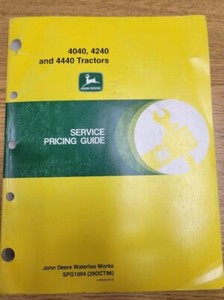 4040, 4240
and 4440 Tractors
JOHN DEERE
SERVICE
PRICING GUIDE
John Deere Waterloo Works
SPG1004 (29OCT96)